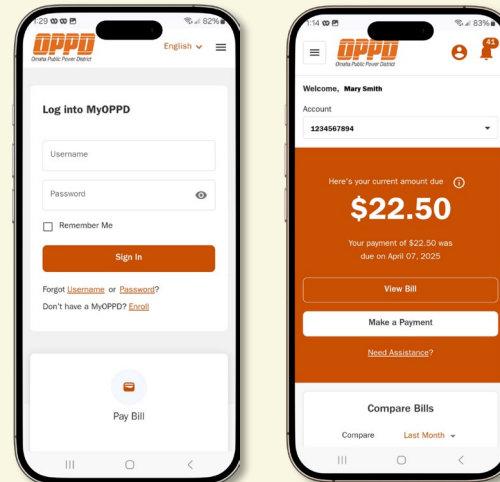 1:29
82%
OPPD
Omaha Public Power District
English
Log into MyOPPD
Username
Password
Remember Me
Sign In
Forgot Username or Password?
Don't have a MyOPPD? Enroll
Pay Bill
1:14
83%
OPPD
Omaha Public Power District
41
Welcome, Mary Smith
Account
1234567894
Here's your current amount due
$22.50
Your payment of $22.50 was
due on April 07, 2025
View Bill
Make a Payment
Need Assistance?
Compare Bills
Compare Last Month